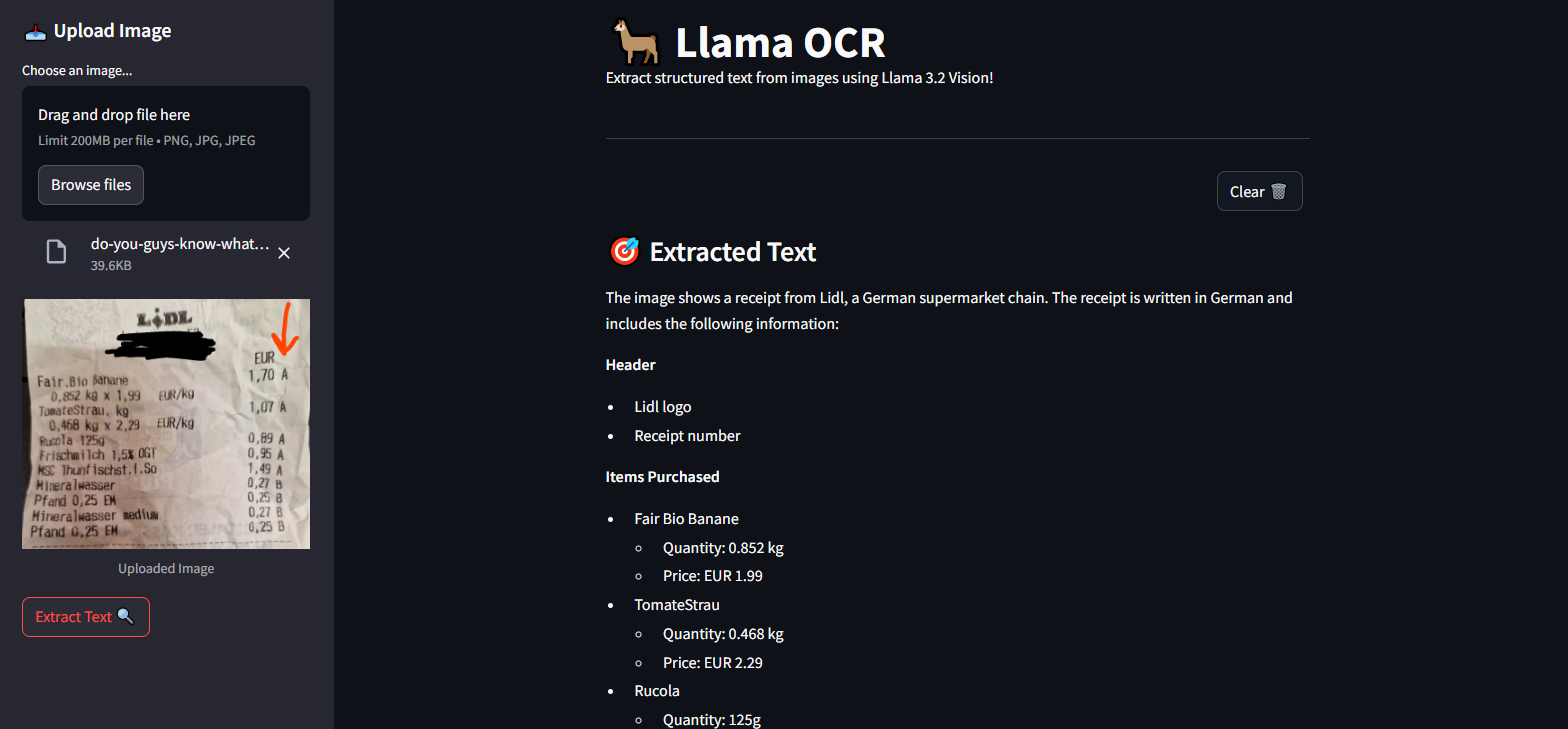 Upload Image
Choose an image...
Drag and drop file here
Limit 200MB per file • PNG, JPG, JPEG
Browse files
do-you-guys-know-what...
39.6KB
LIDL
EUR
Fair.Bio Banane 1,70 A
0,852 kg x 1,99 EUR/kg
TomateStrau. kg 1,07 A
0,468 kg x 2,29 EUR/kg
Rucola 125g 0,89 A
Frischmilch 1,5% OGT 0,95 A
MSC Thunfischst.i.So 1,49 A
Mineralwasser 0,27 B
Pfand 0,25 EM 0,25 B
Mineralwasser medium 0,27 B
Pfand 0,25 EM 0,25 B
Uploaded Image
Extract Text
Llama OCR
Extract structured text from images using Llama 3.2 Vision!
Clear
Extracted Text
The image shows a receipt from Lidl, a German supermarket chain. The receipt is written in German and
includes the following information:
Header
• Lidl logo
• Receipt number
Items Purchased
• Fair Bio Banane
◦ Quantity: 0.852 kg
◦ Price: EUR 1.99
• TomateStrau
◦ Quantity: 0.468 kg
◦ Price: EUR 2.29
• Rucola
◦ Quantity: 125g